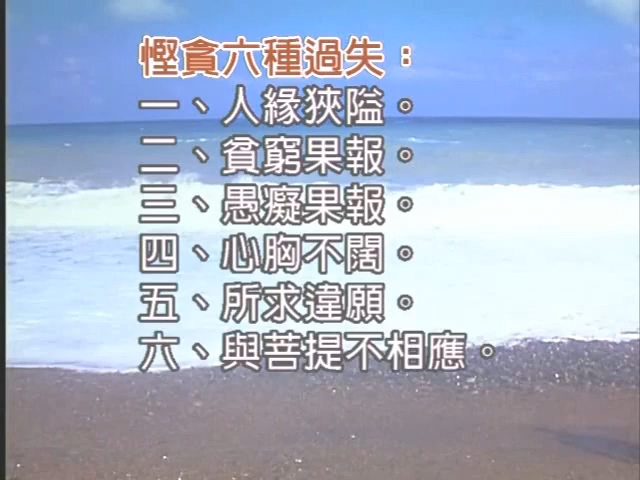 慳貪六種過失：
一、人緣狹隘。
二、貧窮果報。
三、愚癡果報。
四、心胸不闊。
五、所求違願。
六、與菩提不相應。